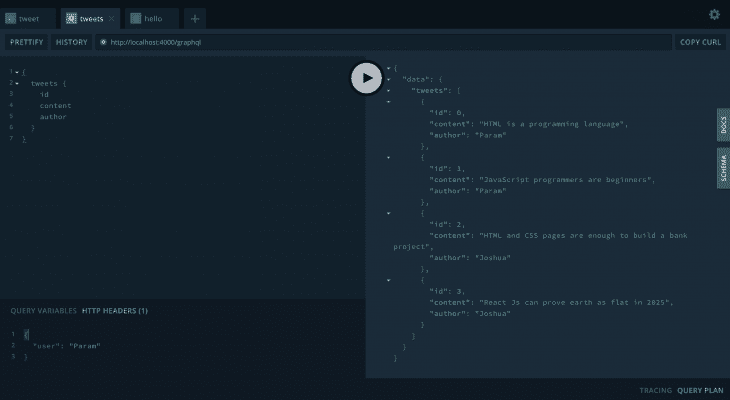 tweet
tweets
hello
PRETTIFY
HISTORY
http://localhost:4000/graphql
COPY CURL
1 {
2 tweets {
3 id
4 content
5 author
6 }
7 }
{
"data": {
"tweets": [
{
"id": 0,
"content": "HTML is a programming language",
"author": "Param"
},
{
"id": 1,
"content": "JavaScript programmers are beginners",
"author": "Param"
},
{
"id": 2,
"content": "HTML and CSS pages are enough to build a bank
project",
"author": "Joshua"
},
{
"id": 3,
"content": "React Js can prove earth as flat in 2025",
"author": "Joshua"
}
]
}
}
DOCS
SCHEMA
QUERY VARIABLES HTTP HEADERS (1)
1 {
2 "user": "Param"
3 }
TRACING QUERY PLAN